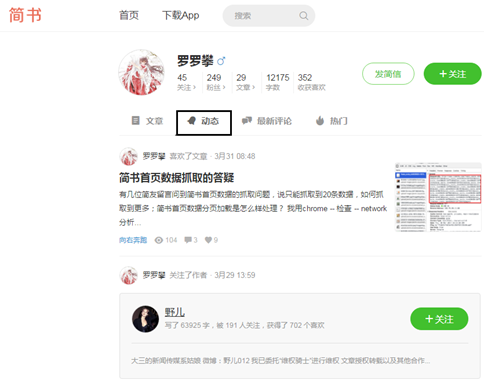 简书 首页 下载App 搜索
罗罗攀
45 249 29 12175 352
关注 粉丝 文章 字数 收获喜欢
发简信 +关注
文章 动态 最新评论 热门
罗罗攀 喜欢了文章 · 3月31 08:48
简书首页数据抓取的答疑
有几位简友留言问到简书首页数据的抓取问题，说只能抓取到20条数据，如何抓
取到更多；简书首页数据分页加载是怎么样处理？ 我用chrome -- 检查 -- network
分析...
向右奔跑 104 3 9
罗罗攀 关注了作者 · 3月29 13:59
野儿
写了 63925 字，被 191 人关注，获得了 702 个喜欢
+关注
大三的新闻传媒系姑娘 微博：野儿012 我已委托“维权骑士”进行维权 文章授权转载以及其他合作...